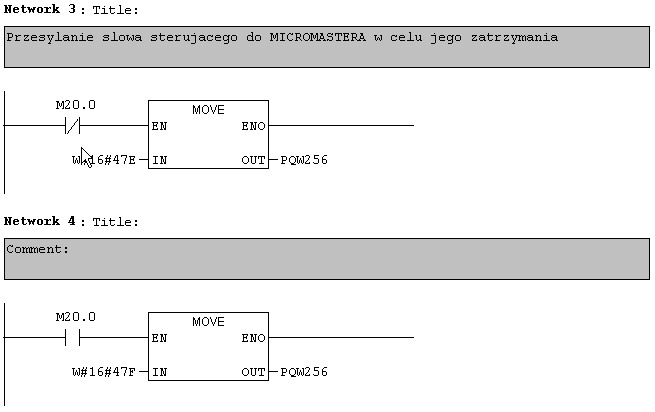 Network 3 : Title:
Przesylanie slowa sterujacego do MICROMASTERA w celu jego zatrzymania
M20.0
MOVE
EN ENO
W#16#47E IN OUT PQW256
Network 4 : Title:
Comment:
M20.0
MOVE
EN ENO
W#16#47F IN OUT PQW256